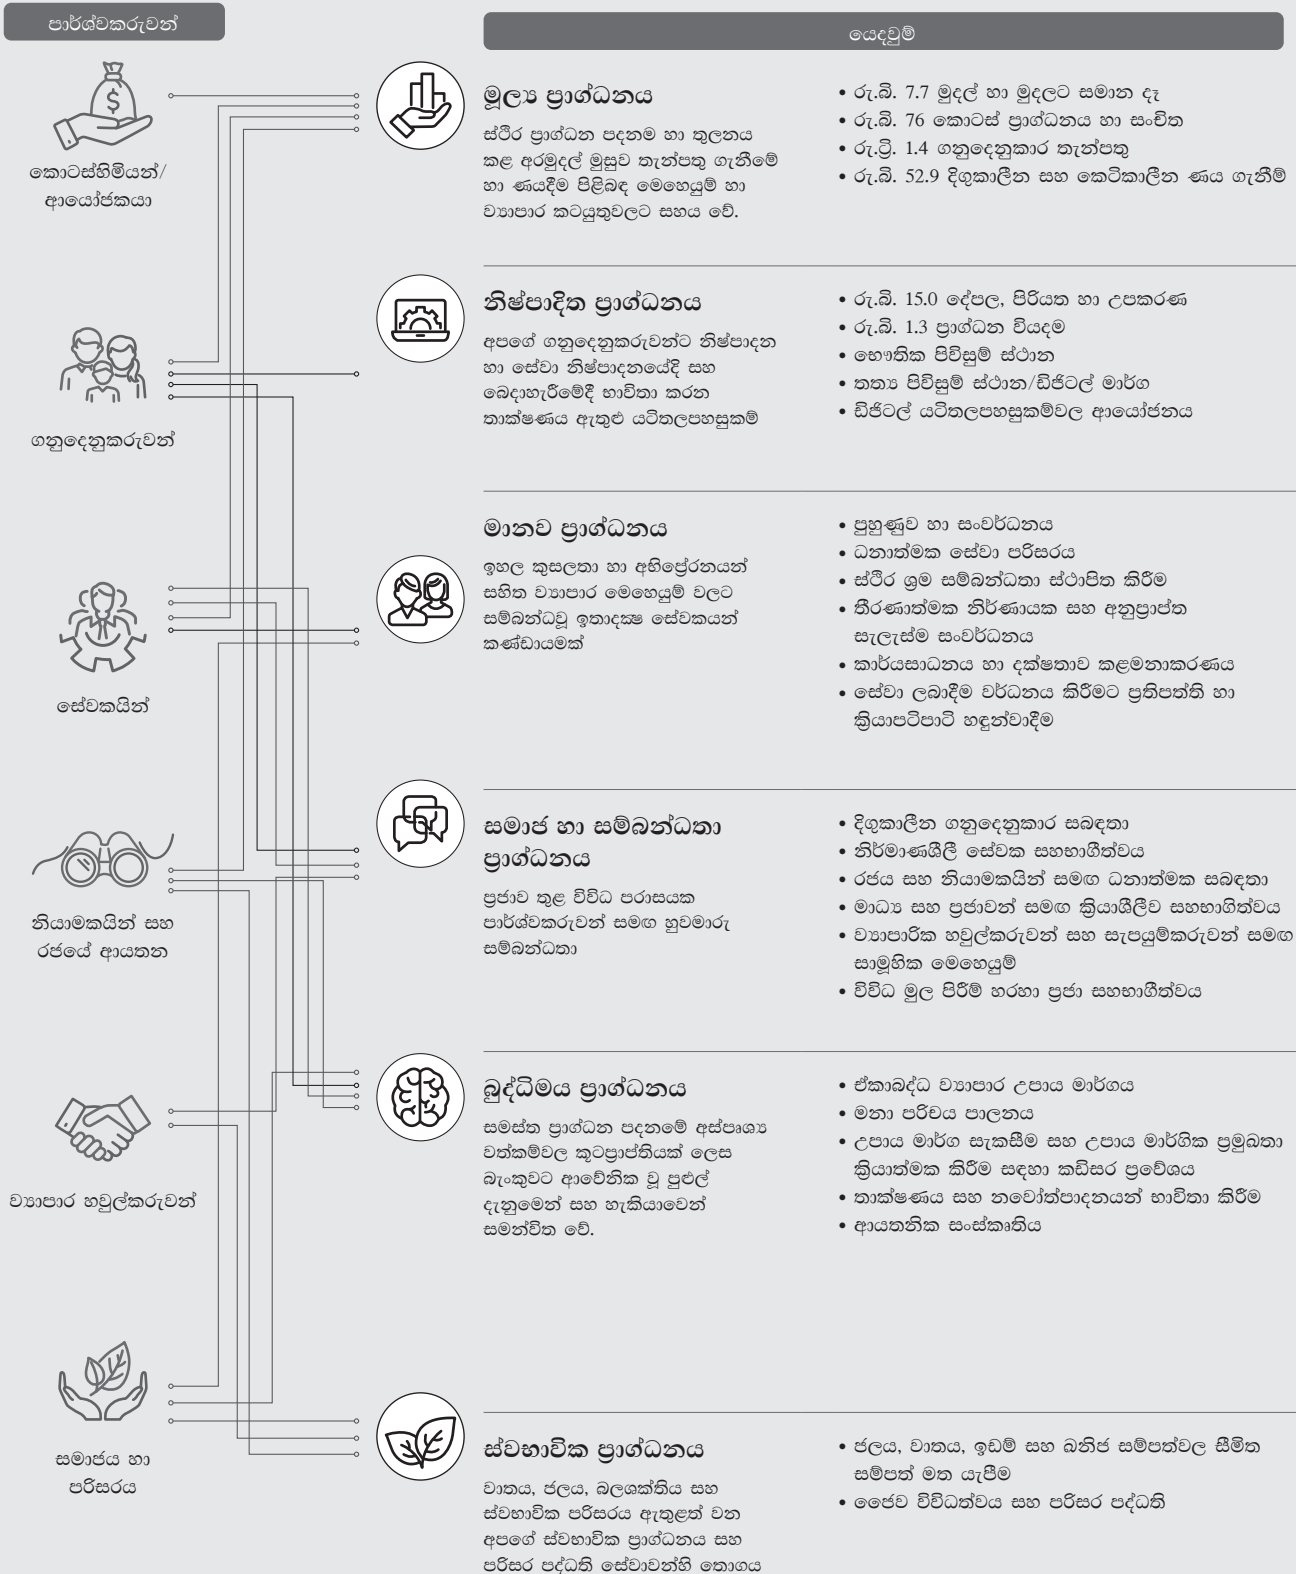 පාර්ශ්වකරුවන්
යෙදවුම්
කොටස්හිමියන්/
ආයෝජකයා
ගනුදෙනුකරුවන්
සේවකයින්
නියාමකයින් සහ
රජයේ ආයතන
ව්‍යාපාර හවුල්කරුවන්
සමාජය හා
පරිසරය
මූල්‍ය ප්‍රාග්ධනය
ස්ථිර ප්‍රාග්ධන පදනම හා තුලනය
කළ අරමුදල් මුසුව තැන්පතු ගැනීමේ
හා ණයදීම පිළිබඳ මෙහෙයුම් හා
ව්‍යාපාර කටයුතුවලට සහය වේ.
• රු.බි. 7.7 මුදල් හා මුදලට සමාන දෑ
• රු.බි. 76 කොටස් ප්‍රාග්ධනය හා සංචිත
• රු.ට්‍රි. 1.4 ගනුදෙනුකාර තැන්පතු
• රු.බි. 52.9 දිගුකාලීන සහ කෙටිකාලීන ණය ගැනීම්
නිෂ්පාදිත ප්‍රාග්ධනය
අපගේ ගනුදෙනුකරුවන්ට නිෂ්පාදන
හා සේවා නිෂ්පාදනයේදි සහ
බෙදාහැරීමේදී භාවිතා කරන
තාක්ෂණය ඇතුළු යටිතලපහසුකම්
• රු.බි. 15.0 දේපල, පිරියත හා උපකරණ
• රු.බි. 1.3 ප්‍රාග්ධන වියදම
• භෞතික පිවිසුම් ස්ථාන
• තත්‍ය පිවිසුම් ස්ථාන/ඩිජිටල් මාර්ග
• ඩිජිටල් යටිතලපහසුකම්වල ආයෝජනය
මානව ප්‍රාග්ධනය
ඉහල කුසලතා හා අභිප්‍රේරනයන්
සහිත ව්‍යාපාර මෙහෙයුම් වලට
සම්බන්ධවූ ඉතාදක්‍ෂ සේවකයන්
කණ්ඩායමක්
• පුහුණුව හා සංවර්ධනය
• ධනාත්මක සේවා පරිසරය
• ස්ථිර ශ්‍රම සම්බන්ධතා ස්ථාපිත කිරීම
• තීරණාත්මක නිර්ණායක සහ අනුප්‍රාප්ත
සැලැස්ම සංවර්ධනය
• කාර්යසාධනය හා දක්ෂතාව කළමනාකරණය
• සේවා ලබාදීම වර්ධනය කිරීමට ප්‍රතිපත්ති හා
ක්‍රියාපටිපාටි හඳුන්වාදීම
සමාජ හා සම්බන්ධතා
ප්‍රාග්ධනය
ප්‍රජාව තුළ විවිධ පරාසයක
පාර්ශ්වකරුවන් සමඟ හුවමාරු
සම්බන්ධතා
• දිගුකාලීන ගනුදෙනුකාර සබඳතා
• නිර්මාණශීලී සේවක සහභාගීත්වය
• රජය සහ නියාමකයින් සමඟ ධනාත්මක සබඳතා
• මාධ්‍ය සහ ප්‍රජාවන් සමඟ ක්‍රියාශීලීව සහභාගිත්වය
• ව්‍යාපාරික හවුල්කරුවන් සහ සැපයුම්කරුවන් සමඟ
සාමූහික මෙහෙයුම්
• විවිධ මුල පිරීම් හරහා ප්‍රජා සහභාගීත්වය
බුද්ධිමය ප්‍රාග්ධනය
සමස්ත ප්‍රාග්ධන පදනමේ අස්පෘශ්‍ය
වත්කම්වල කූටප්‍රාප්තියක් ලෙස
බැංකුවට ආවේනික වූ පුළුල්
දැනුමෙන් සහ හැකියාවෙන්
සමන්විත වේ.
• ඒකාබද්ධ ව්‍යාපාර උපාය මාර්ගය
• මනා පරිචය පාලනය
• උපාය මාර්ග සැකසීම සහ උපාය මාර්ගික ප්‍රමුඛතා
ක්‍රියාත්මක කිරීම සඳහා කඩිසර ප්‍රවේශය
• තාක්ෂණය සහ නවෝත්පාදනයන් භාවිතා කිරීම
• ආයතනික සංස්කෘතිය
ස්වභාවික ප්‍රාග්ධනය
වාතය, ජලය, බලශක්තිය සහ
ස්වභාවික පරිසරය ඇතුළත් වන
අපගේ ස්වභාවික ප්‍රාග්ධනය සහ
පරිසර පද්ධති සේවාවන්හි තොගය
• ජලය, වාතය, ඉඩම් සහ ඛනිජ සම්පත්වල සීමිත
සම්පත් මත යැපීම
• ජෛව විවිධත්වය සහ පරිසර පද්ධති